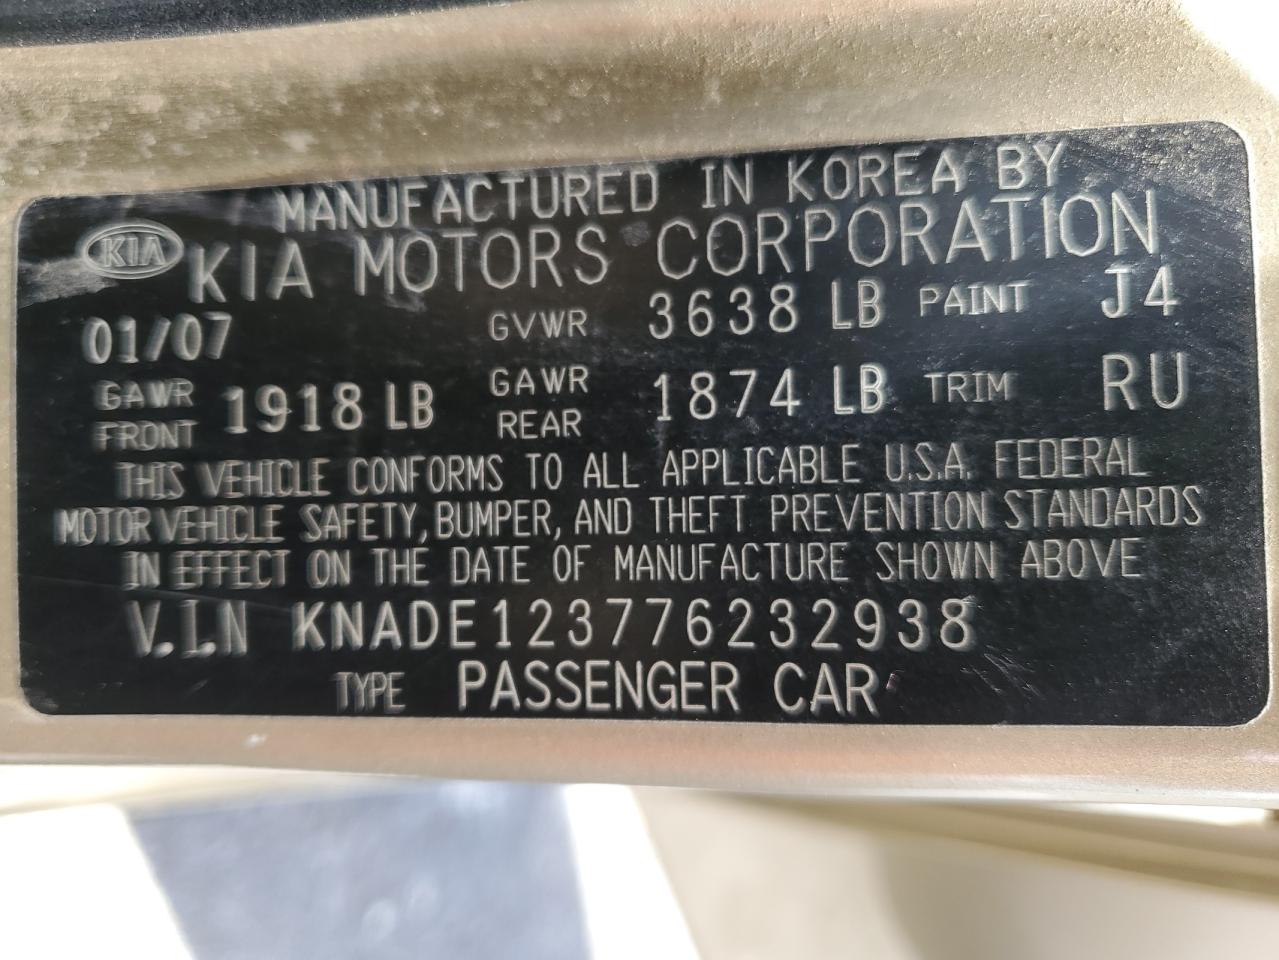 MANUFACTURED IN KOREA BY
KIA KIA MOTORS CORPORATION
01/07 GVWR 3638 LB PAINT J4
GAWR FRONT 1918 LB GAWR REAR 1874 LB TRIM RU
THIS VEHICLE CONFORMS TO ALL APPLICABLE U.S.A. FEDERAL
MOTOR VEHICLE SAFETY, BUMPER, AND THEFT PREVENTION STANDARDS
IN EFFECT ON THE DATE OF MANUFACTURE SHOWN ABOVE
V.I.N KNADE123776232938
TYPE PASSENGER CAR